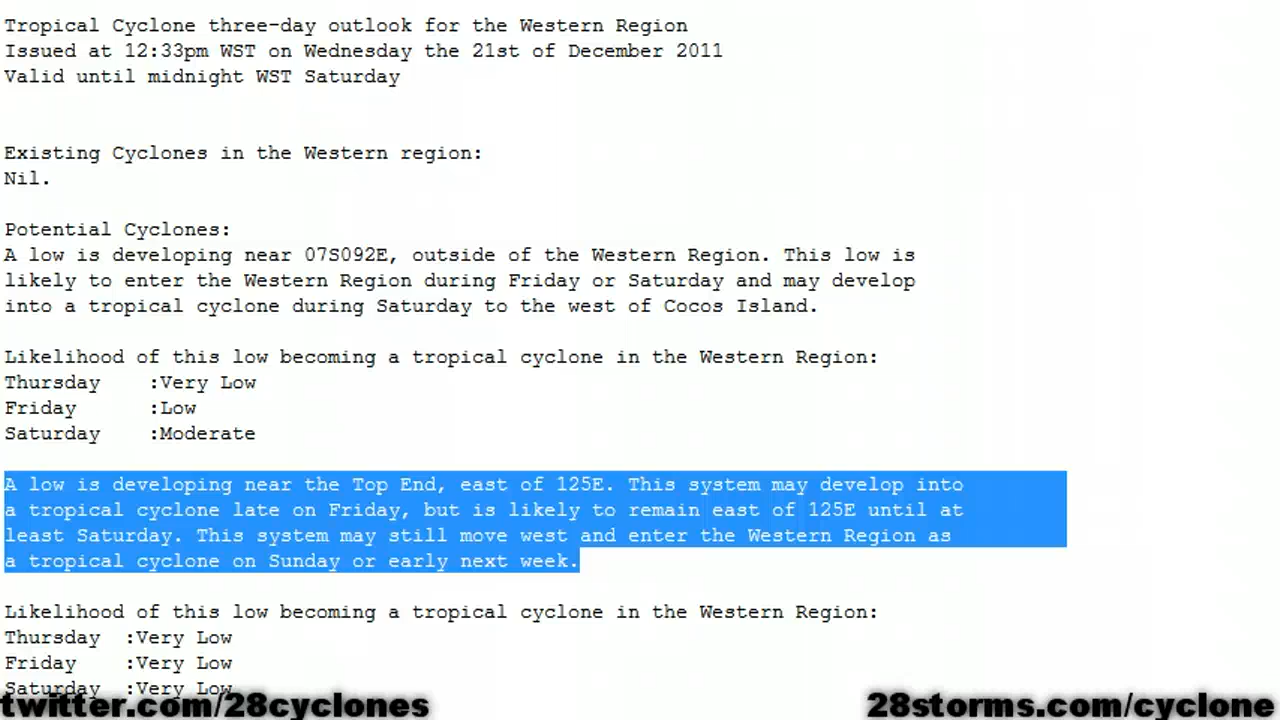 Tropical Cyclone three-day outlook for the Western Region
Issued at 12:33pm WST on Wednesday the 21st of December 2011
Valid until midnight WST Saturday
Existing Cyclones in the Western region:
Nil.
Potential Cyclones:
A low is developing near 07S092E, outside of the Western Region. This low is
likely to enter the Western Region during Friday or Saturday and may develop
into a tropical cyclone during Saturday to the west of Cocos Island.
Likelihood of this low becoming a tropical cyclone in the Western Region:
Thursday :Very Low
Friday :Low
Saturday :Moderate
A low is developing near the Top End, east of 125E. This system may develop into
a tropical cyclone late on Friday, but is likely to remain east of 125E until at
least Saturday. This system may still move west and enter the Western Region as
a tropical cyclone on Sunday or early next week.
Likelihood of this low becoming a tropical cyclone in the Western Region:
Thursday :Very Low
Friday :Very Low
Saturday :Very Low
twitter.com/28cyclones
28storms.com/cyclone